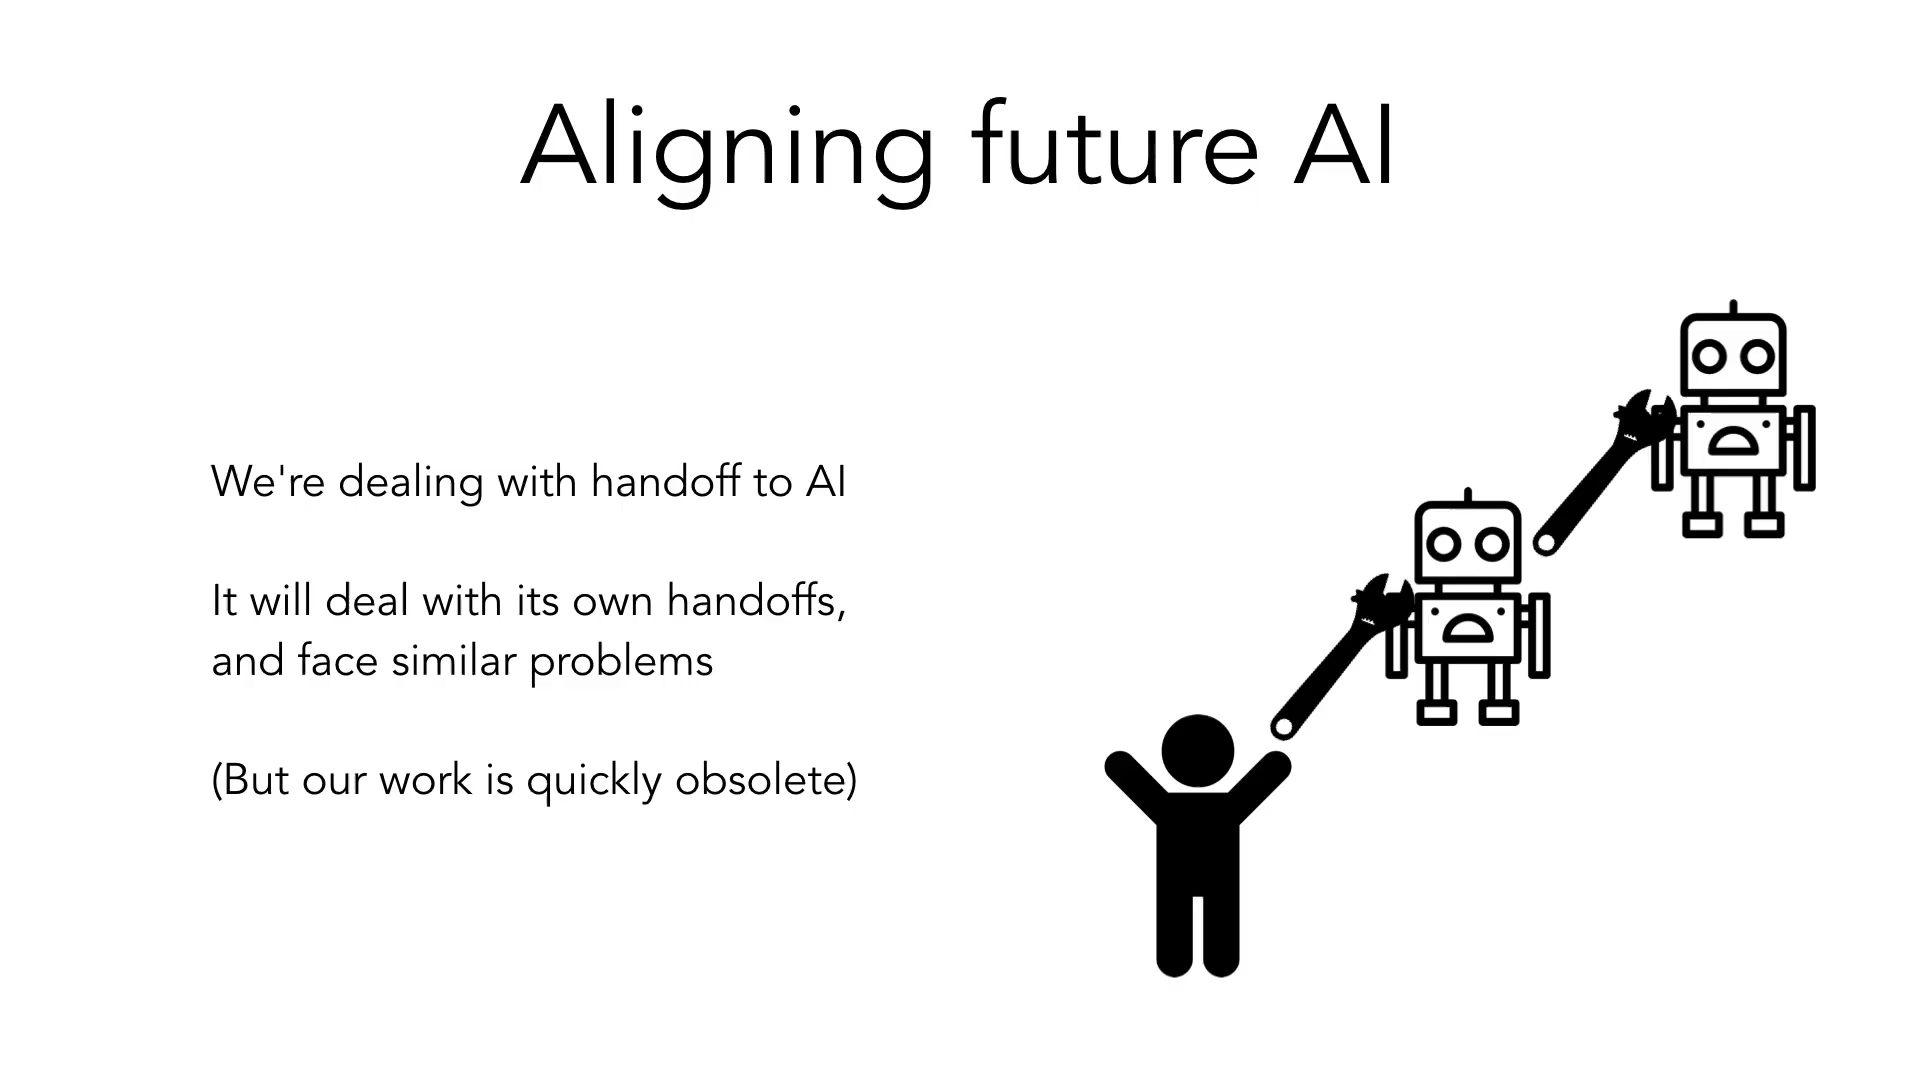 Aligning future AI
We're dealing with handoff to AI
It will deal with its own handoffs,
and face similar problems
(But our work is quickly obsolete)